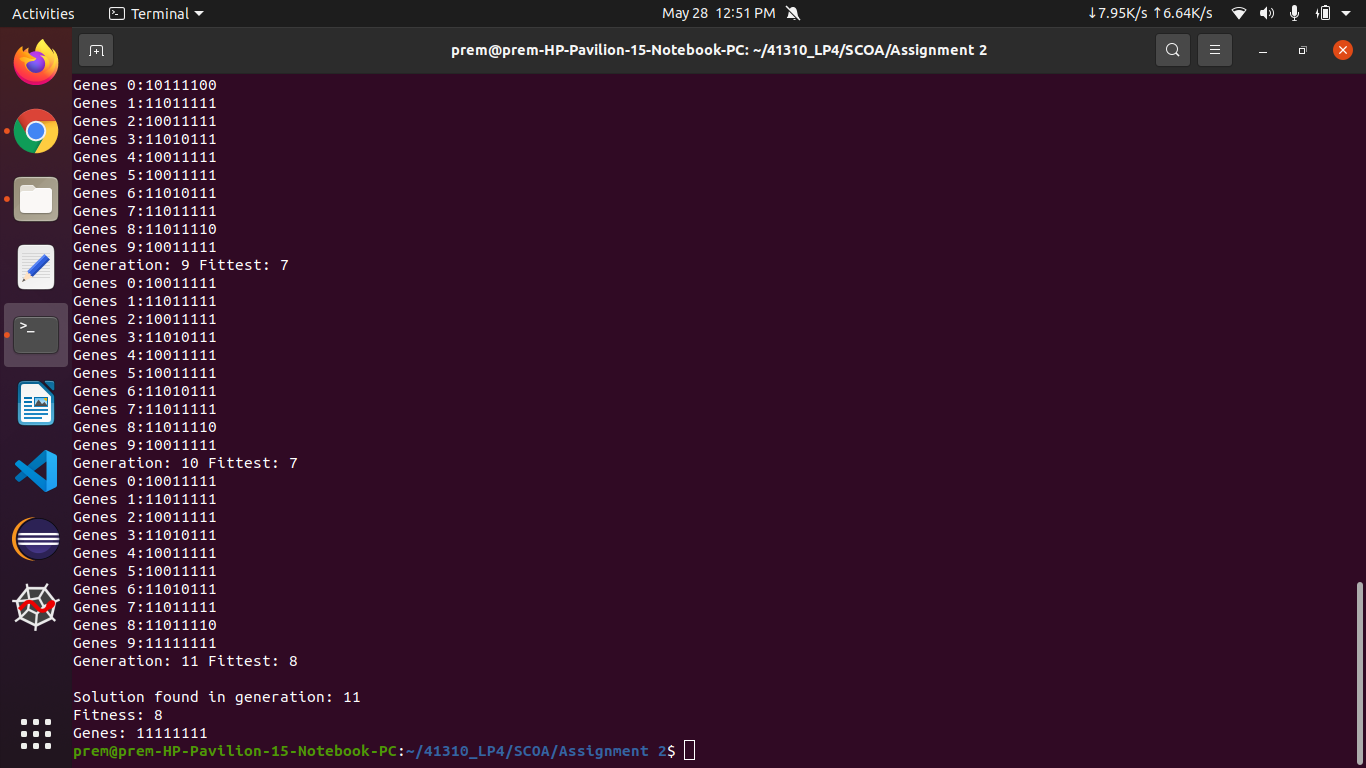 Activities Terminal May 28 12:51 PM ↓7.95K/s ↑6.64K/s
prem@prem-HP-Pavilion-15-Notebook-PC: ~/41310_LP4/SCOA/Assignment 2
Genes 0:10111100
Genes 1:11011111
Genes 2:10011111
Genes 3:11010111
Genes 4:10011111
Genes 5:10011111
Genes 6:11010111
Genes 7:11011111
Genes 8:11011110
Genes 9:10011111
Generation: 9 Fittest: 7
Genes 0:10011111
Genes 1:11011111
Genes 2:10011111
Genes 3:11010111
Genes 4:10011111
Genes 5:10011111
Genes 6:11010111
Genes 7:11011111
Genes 8:11011110
Genes 9:10011111
Generation: 10 Fittest: 7
Genes 0:10011111
Genes 1:11011111
Genes 2:10011111
Genes 3:11010111
Genes 4:10011111
Genes 5:10011111
Genes 6:11010111
Genes 7:11011111
Genes 8:11011110
Genes 9:11111111
Generation: 11 Fittest: 8
Solution found in generation: 11
Fitness: 8
Genes: 11111111
prem@prem-HP-Pavilion-15-Notebook-PC:~/41310_LP4/SCOA/Assignment 2$